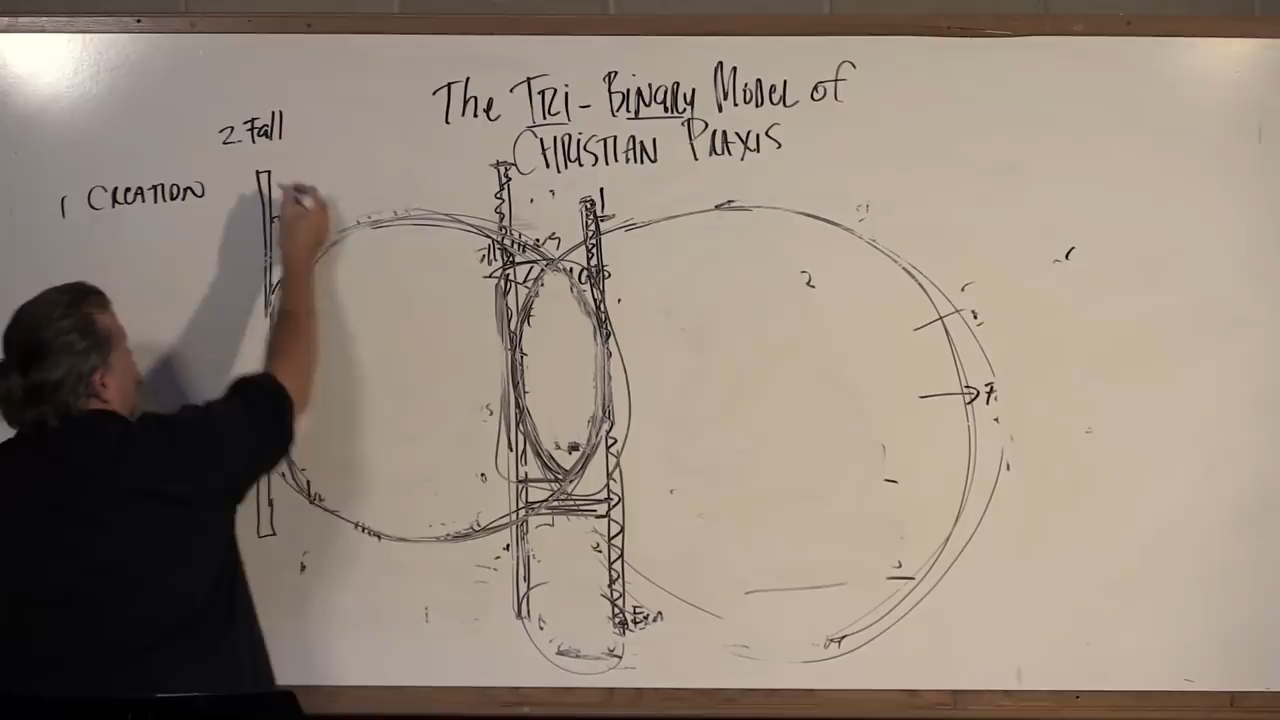 The TRI-BINARY MODEL of
CHRISTIAN PRAXIS
2 Fall
1 CREATION
2